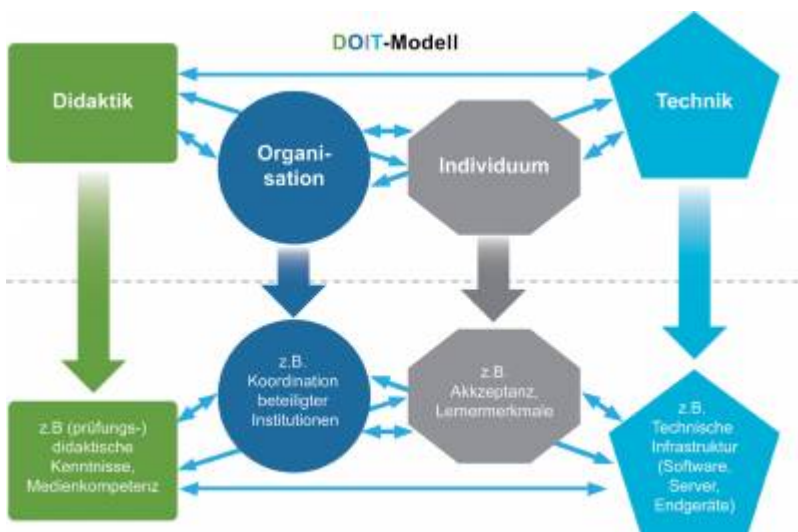 DOIT-Modell
Didaktik
Organi-
sation
Individuum
Technik
z.B (prüfungs-)
didaktische
Kenntnisse,
Medienkompetenz
z.B.
Koordination
beteiligter
Institutionen
z.B.
Akkzeptanz,
Lernermerkmale
z.B.
Technische
Infrastruktur
(Software,
Server,
Endgeräte)